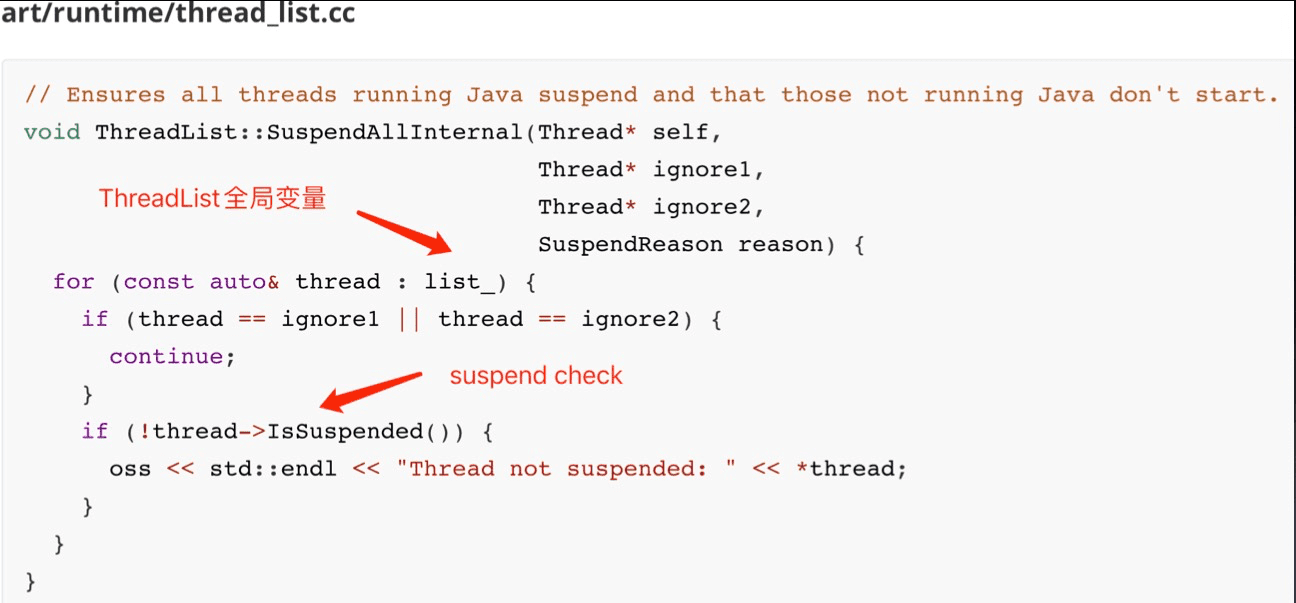 art/runtime/thread_list.cc
// Ensures all threads running Java suspend and that those not running Java don't start.
void ThreadList::SuspendAllInternal(Thread* self,
Thread* ignore1,
ThreadList全局变量
Thread* ignore2,
SuspendReason reason) {
for (const auto& thread : list_) {
if (thread == ignore1 || thread == ignore2) {
continue;
suspend check
}
if (!thread->IsSuspended()) {
oss << std::endl << "Thread not suspended: " << *thread;
}
}
}